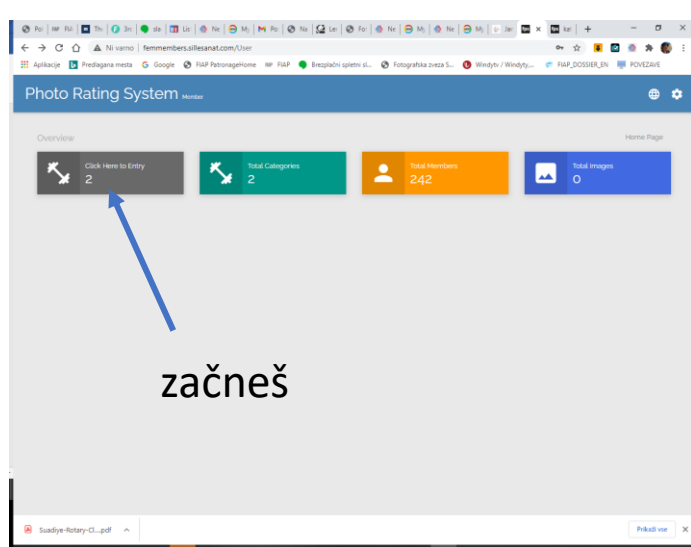 Ni varno | femmembers.sillesanat.com/User
Aplikacije Predlagana mesta Google FIAP PatronageHome FIAP Brezplačni spletni sl... Fotografska zveza S... Windytv / Windyty,... FIAP_DOSSIER_EN POVEZAVE
Photo Rating System Member
Overview Home Page
Click Here to Entry
2
Total Categories
2
Total Members
242
Total Images
0
začneš
Suadiye-Rotary-Cl....pdf
Prikaži vse